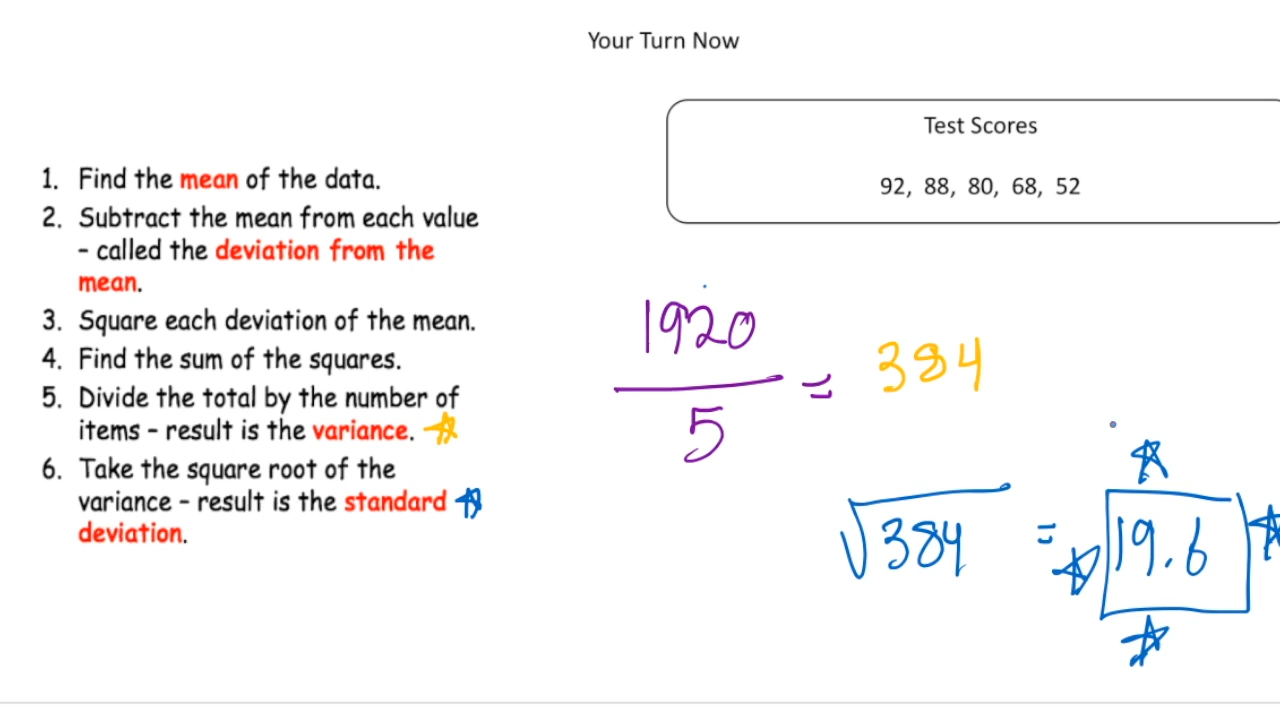 Your Turn Now
Test Scores
92, 88, 80, 68, 52
1. Find the mean of the data.
2. Subtract the mean from each value
– called the deviation from the
mean.
3. Square each deviation of the mean.
4. Find the sum of the squares.
5. Divide the total by the number of
items – result is the variance.
6. Take the square root of the
variance – result is the standard
deviation.
1920
5
= 384
√384 = 19.6